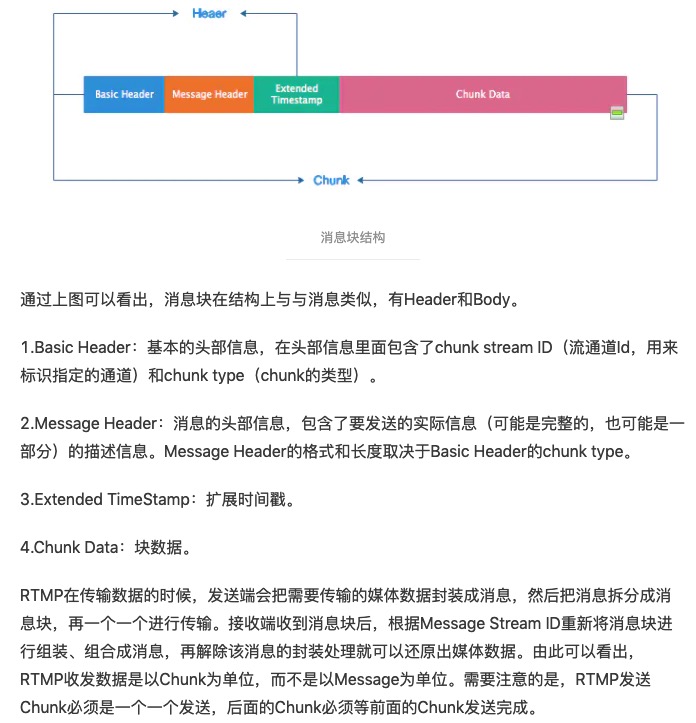 Heaer
Basic Header
Message Header
Extended
Timestamp
Chunk Data
Chunk
消息块结构
通过上图可以看出，消息块在结构上与与消息类似，有Header和Body。
1.Basic Header：基本的头部信息，在头部信息里面包含了chunk stream ID（流通道Id，用来
标识指定的通道）和chunk type（chunk的类型）。
2.Message Header：消息的头部信息，包含了要发送的实际信息（可能是完整的，也可能是一
部分）的描述信息。Message Header的格式和长度取决于Basic Header的chunk type。
3.Extended TimeStamp：扩展时间戳。
4.Chunk Data：块数据。
RTMP在传输数据的时候，发送端会把需要传输的媒体数据封装成消息，然后把消息拆分成消
息块，再一个一个进行传输。接收端收到消息块后，根据Message Stream ID重新将消息块进
行组装、组合成消息，再解除该消息的封装处理就可以还原出媒体数据。由此可以看出，
RTMP收发数据是以Chunk为单位，而不是以Message为单位。需要注意的是，RTMP发送
Chunk必须是一个一个发送，后面的Chunk必须等前面的Chunk发送完成。